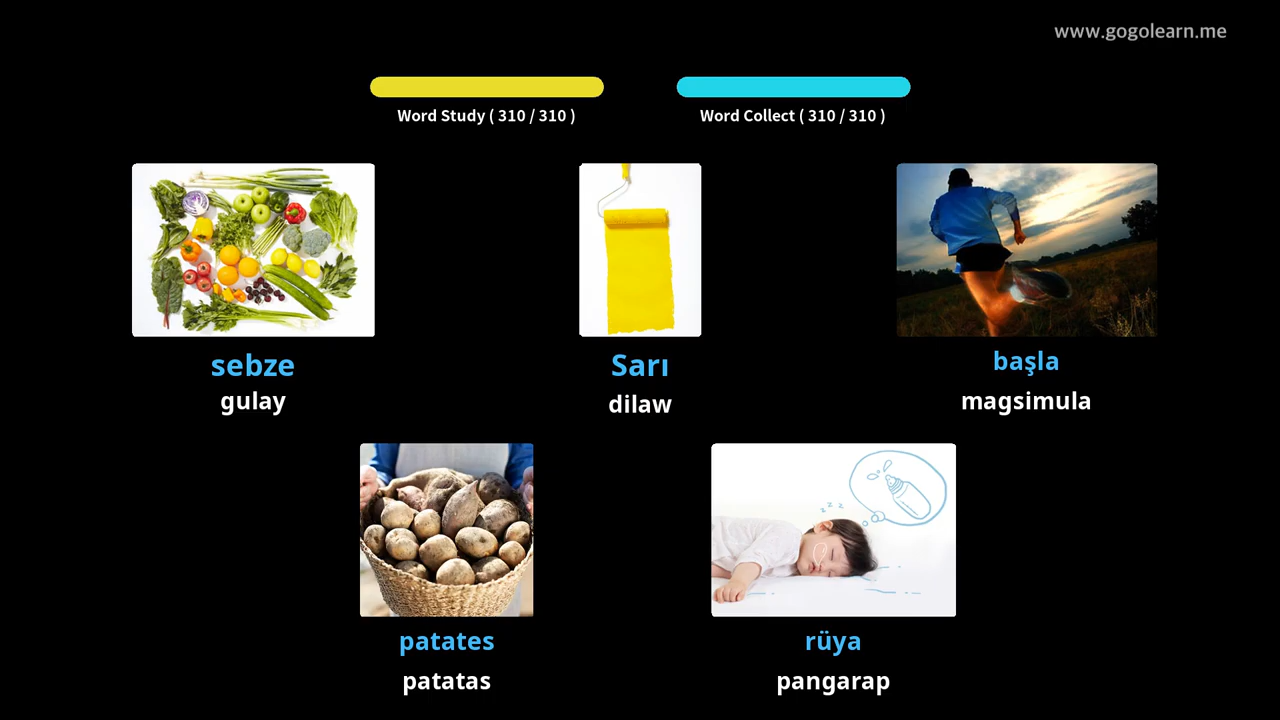 www.gogolearn.me
Word Study ( 310 / 310 )
Word Collect ( 310 / 310 )
sebze
gulay
Sarı
dilaw
başla
magsimula
patates
patatas
rüya
pangarap